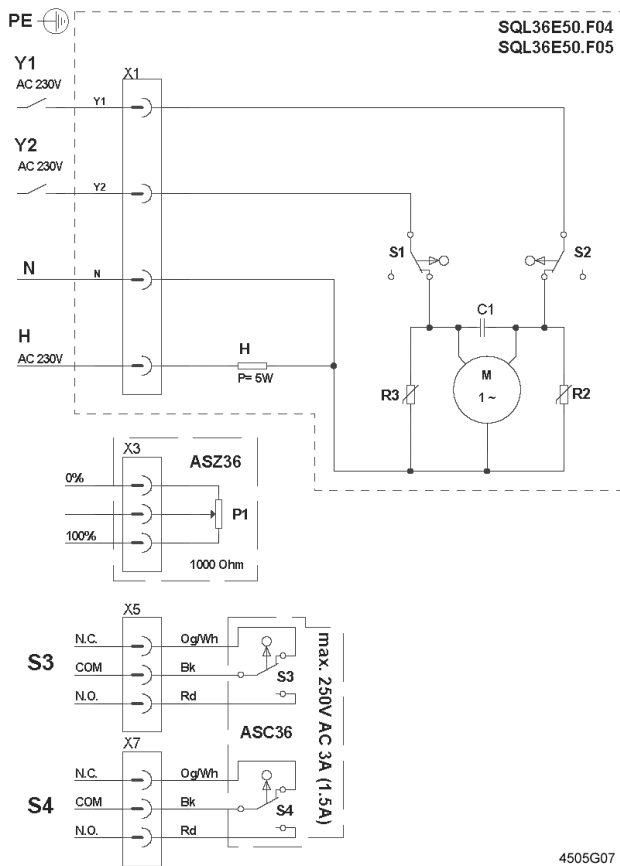 PE
SQL36E50.F04
SQL36E50.F05
Y1
AC 230V
X1
Y1
Y2
AC 230V
Y2
S1
S2
N
N
C1
H
AC 230V
H
P= 5W
M
1~
R3
R2
X3
ASZ36
0%
P1
100%
1000 Ohm
X5
N.C.
Og/Wh
S3
COM
Bk
S3
N.O.
Rd
max. 250V AC 3A (1.5A)
ASC36
X7
N.C.
Og/Wh
S4
COM
Bk
S4
N.O.
Rd
4505G07